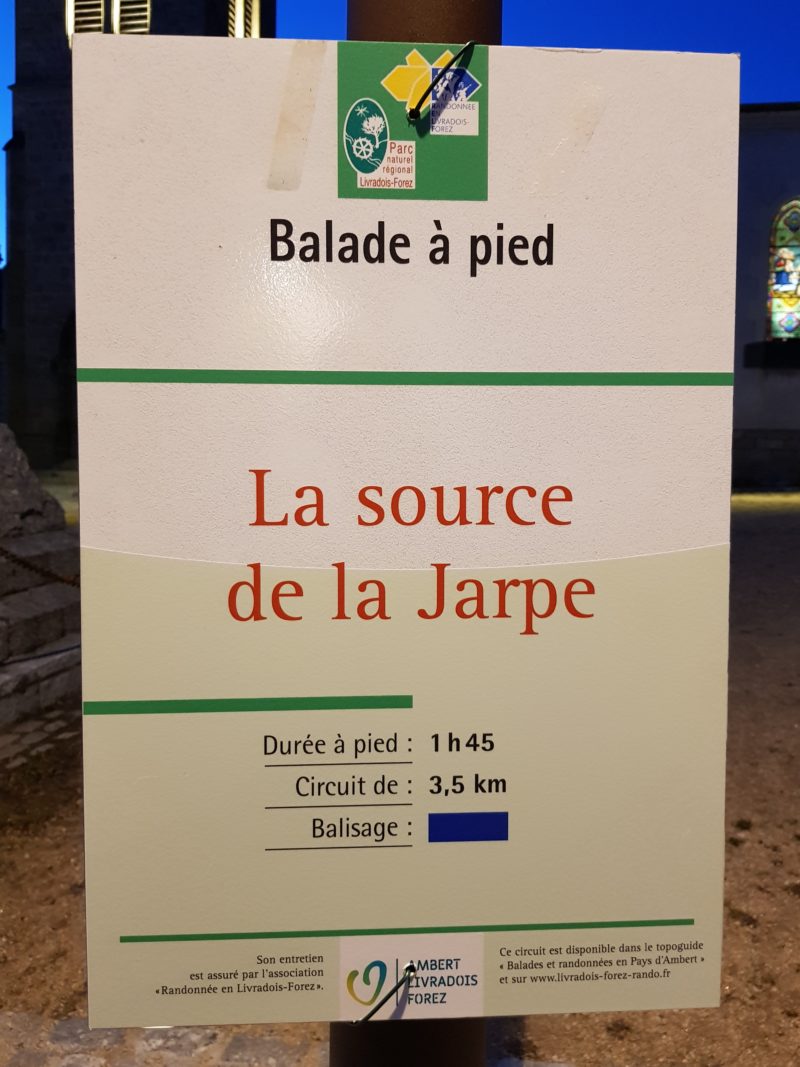 RANDONNÉE
EN
LIVRADOIS-
FOREZ
Parc
naturel
régional
Livradois-Forez
Balade à pied
La source
de la Jarpe
Durée à pied : 1 h 45
Circuit de : 3,5 km
Balisage :
Son entretien
est assuré par l'association
«Randonnée en Livradois-Forez».
AMBERT
LIVRADOIS
FOREZ
Ce circuit est disponible dans le topoguide
« Balades et randonnées en Pays d'Ambert »
et sur www.livradois-forez-rando.fr